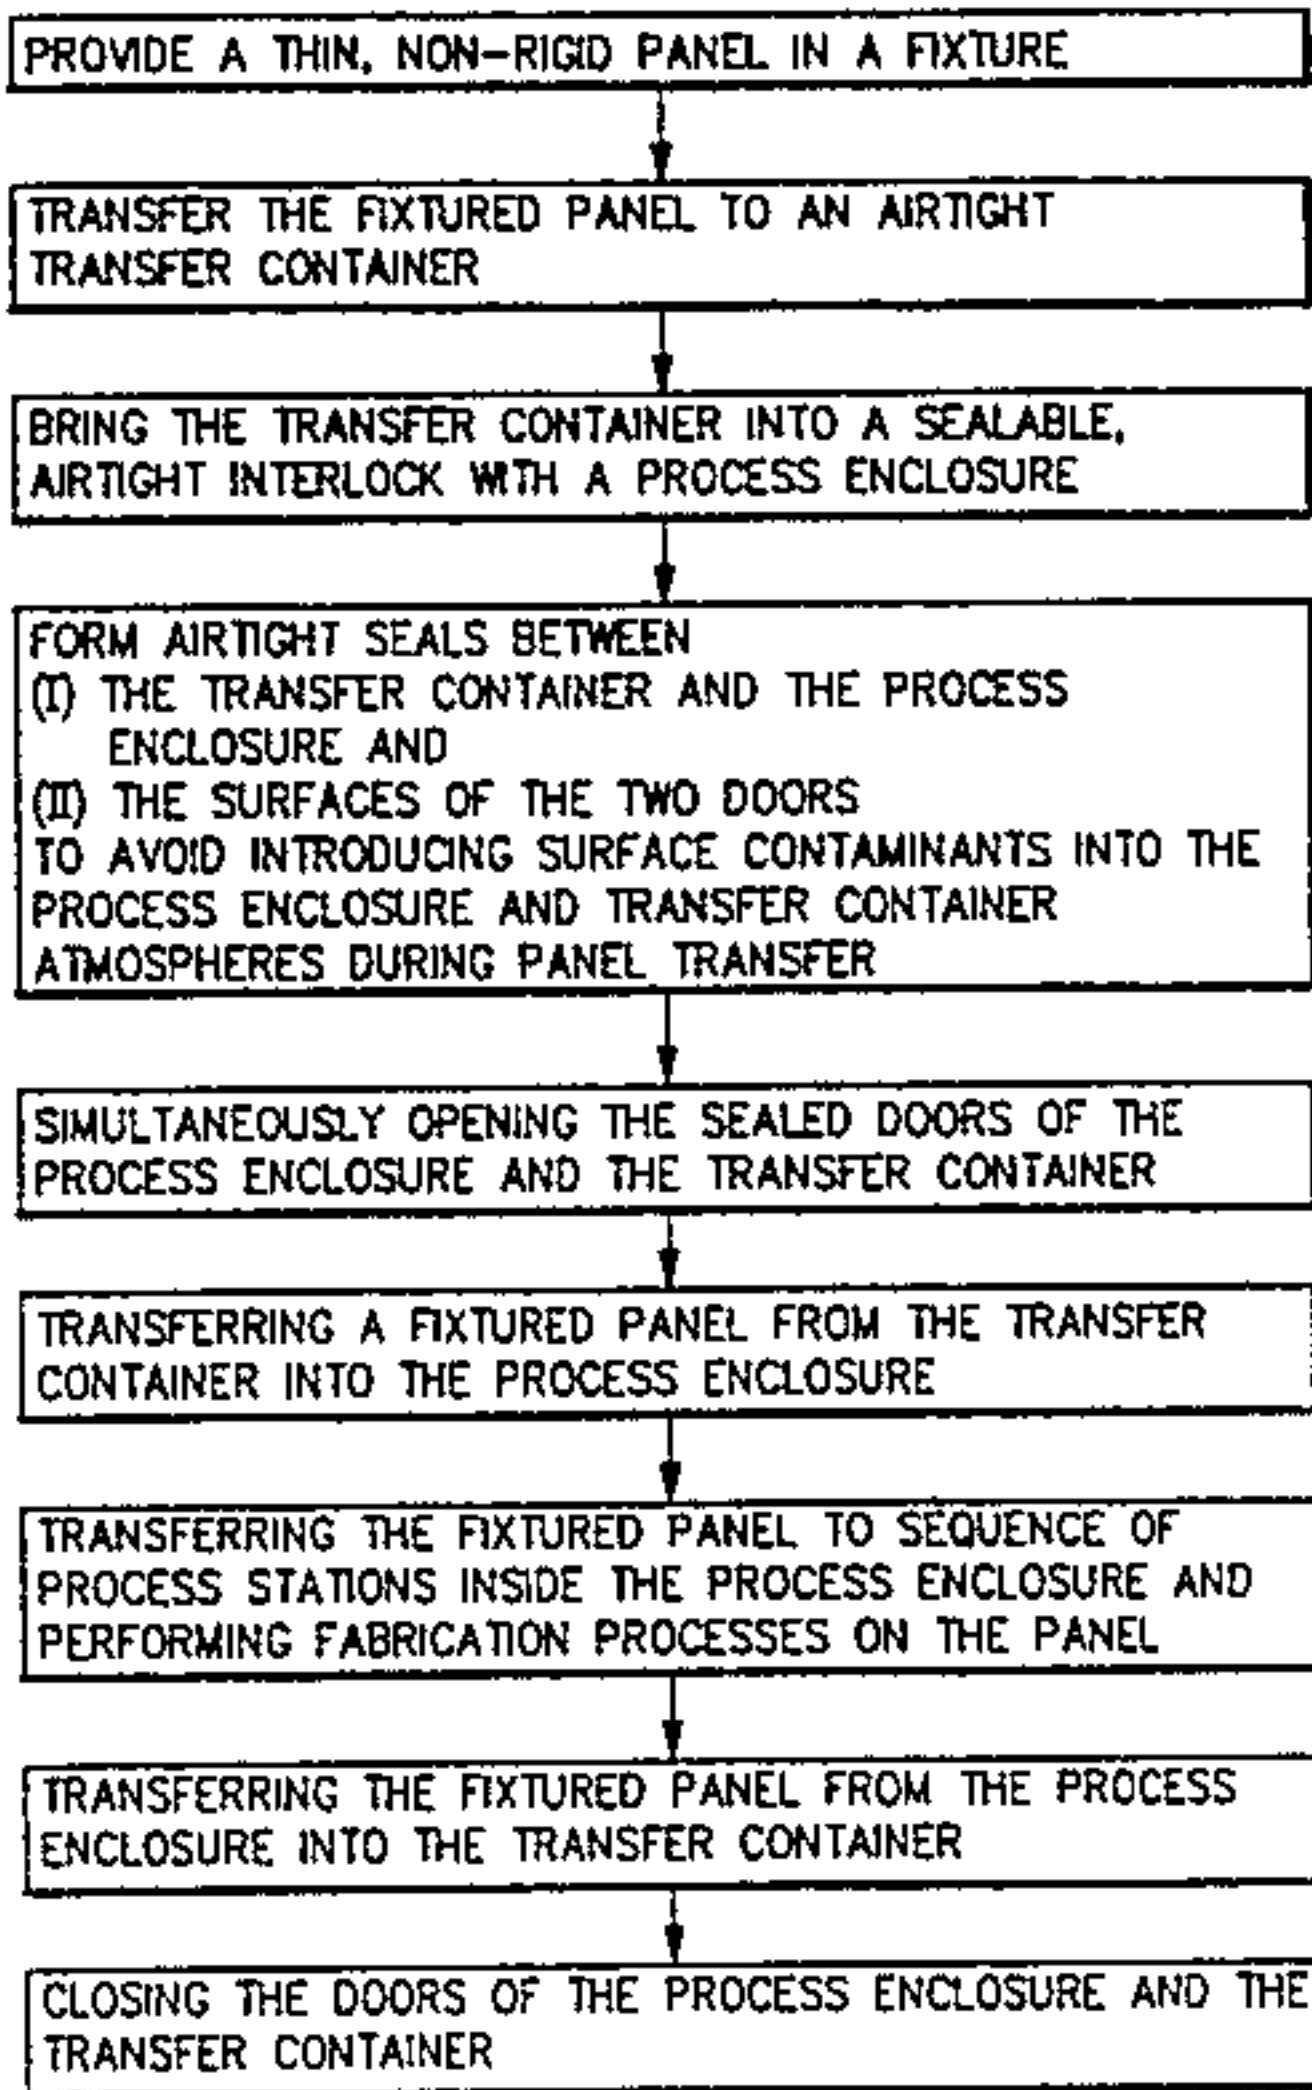 PROVIDE A THIN, NON-RIGID PANEL IN A FIXTURE
TRANSFER THE FIXTURED PANEL TO AN AIRTIGHT
TRANSFER CONTAINER
BRING THE TRANSFER CONTAINER INTO A SEALABLE,
AIRTIGHT INTERLOCK WITH A PROCESS ENCLOSURE
FORM AIRTIGHT SEALS BETWEEN
(I) THE TRANSFER CONTAINER AND THE PROCESS
ENCLOSURE AND
(II) THE SURFACES OF THE TWO DOORS
TO AVOID INTRODUCING SURFACE CONTAMINANTS INTO THE
PROCESS ENCLOSURE AND TRANSFER CONTAINER
ATMOSPHERES DURING PANEL TRANSFER
SIMULTANEOUSLY OPENING THE SEALED DOORS OF THE
PROCESS ENCLOSURE AND THE TRANSFER CONTAINER
TRANSFERRING A FIXTURED PANEL FROM THE TRANSFER
CONTAINER INTO THE PROCESS ENCLOSURE
TRANSFERRING THE FIXTURED PANEL TO SEQUENCE OF
PROCESS STATIONS INSIDE THE PROCESS ENCLOSURE AND
PERFORMING FABRICATION PROCESSES ON THE PANEL
TRANSFERRING THE FIXTURED PANEL FROM THE PROCESS
ENCLOSURE INTO THE TRANSFER CONTAINER
CLOSING THE DOORS OF THE PROCESS ENCLOSURE AND THE
TRANSFER CONTAINER